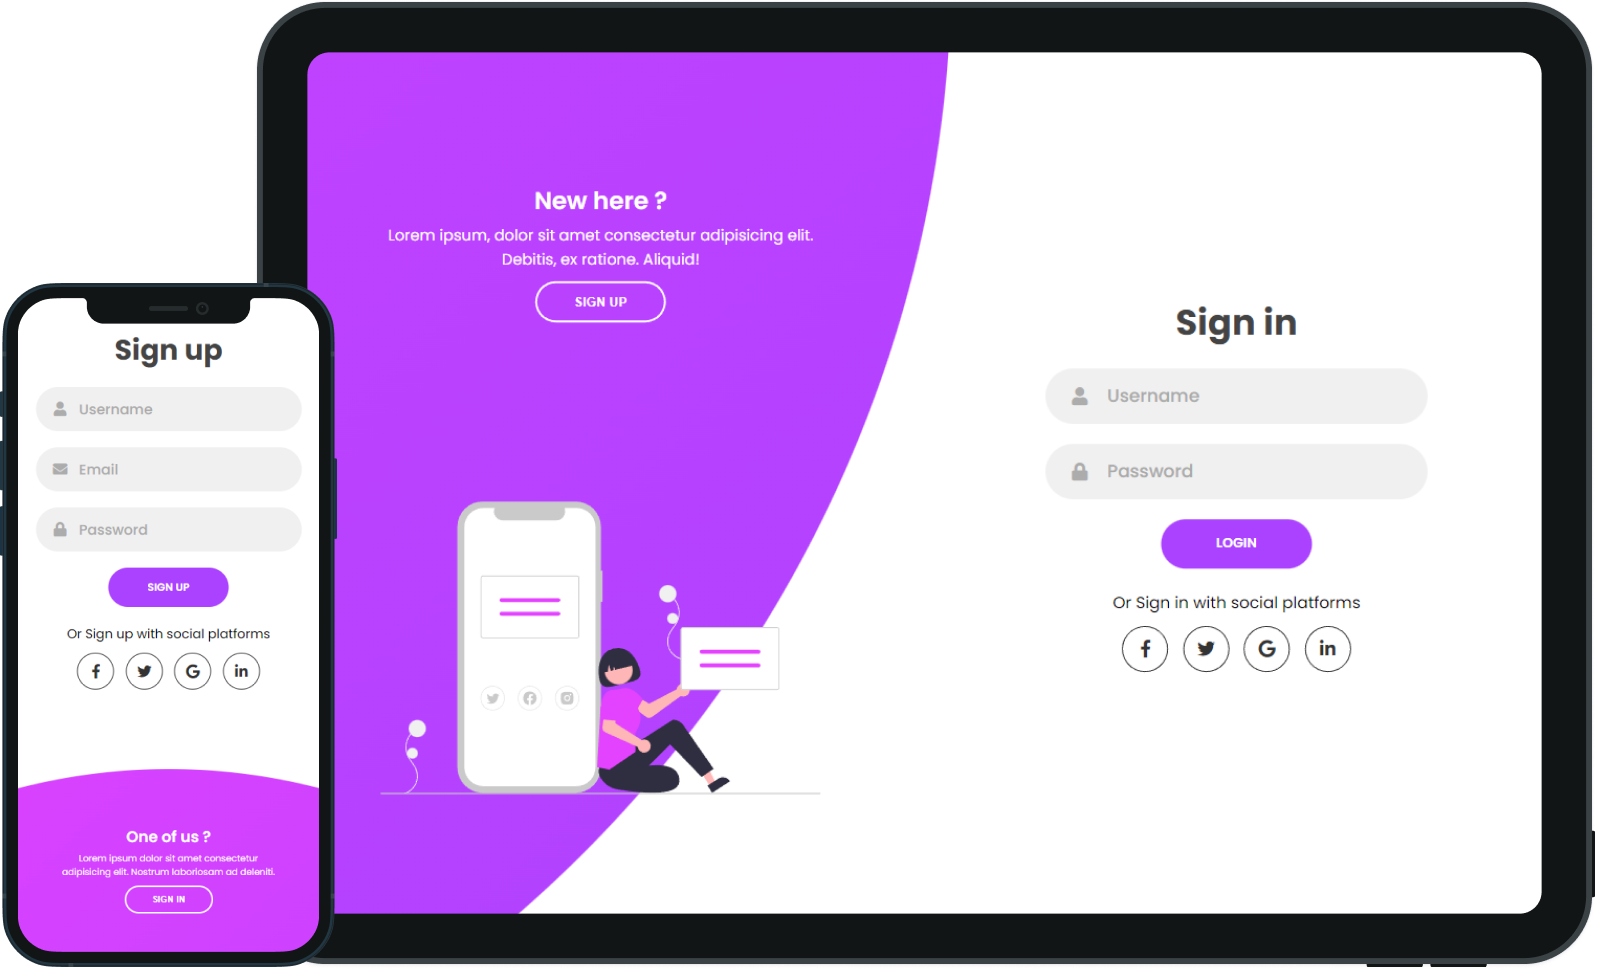 New here ?
Lorem ipsum, dolor sit amet consectetur adipisicing elit.
Debitis, ex ratione. Aliquid!
SIGN UP
Sign in
Username
Password
LOGIN
Or Sign in with social platforms
Sign up
Username
Email
Password
SIGN UP
Or Sign up with social platforms
One of us ?
Lorem ipsum dolor sit amet consectetur
adipisicing elit. Nostrum laboriosam ad deleniti.
SIGN IN